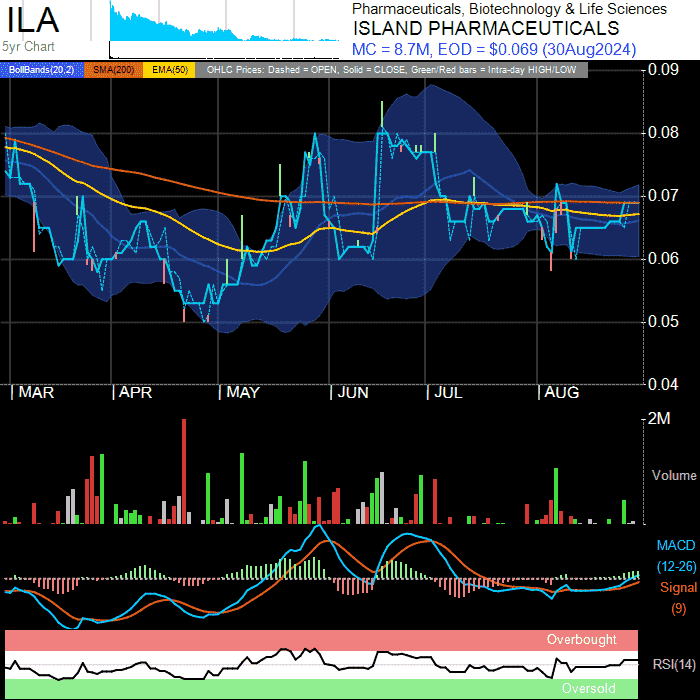 ILA
5yr Chart
Pharmaceuticals, Biotechnology & Life Sciences
ISLAND PHARMACEUTICALS
MC = 8.7M, EOD = $0.069 (30Aug2024)
BollBands(20,2) SMA(200) EMA(50) OHLC Prices: Dashed = OPEN, Solid = CLOSE, Green/Red bars = Intra-day HIGH/LOW
0.09
0.08
0.07
0.06
0.05
0.04
MAR APR MAY JUN JUL AUG
2M
Volume
MACD
(12-26)
Signal
(9)
Overbought
RSI(14)
Oversold